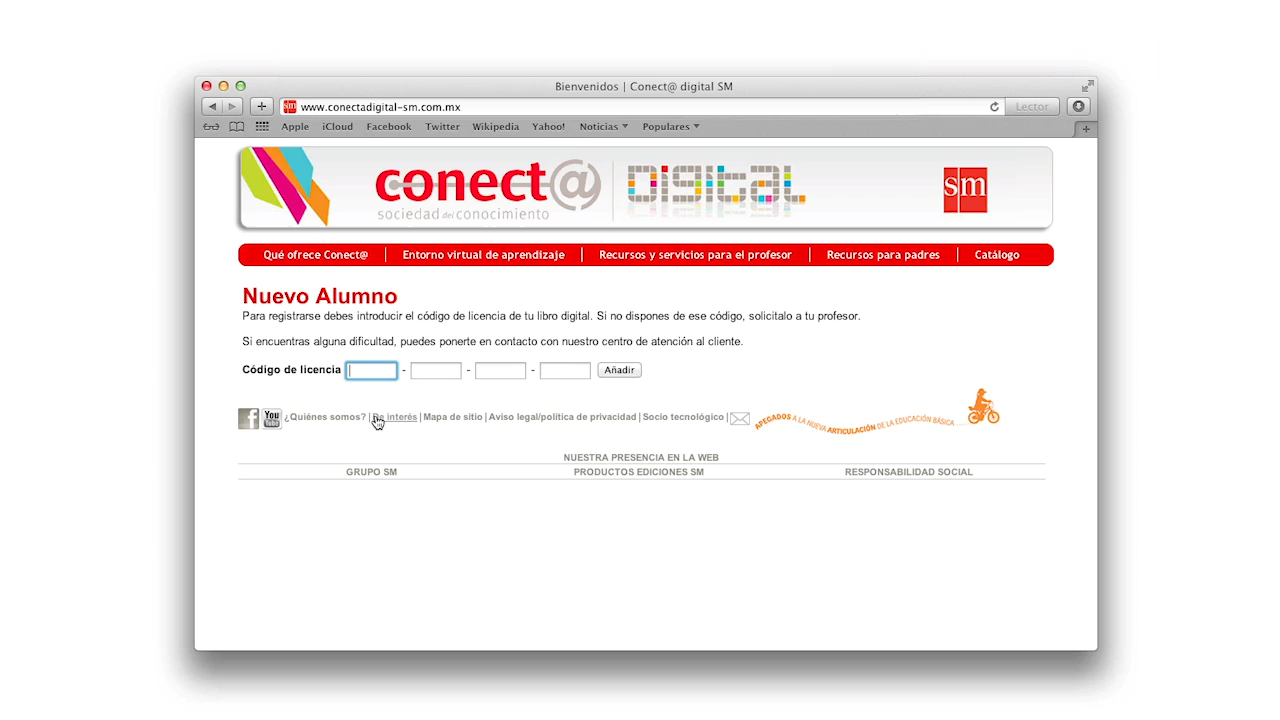 Bienvenidos | Conect@ digital SM
sm www.conectadigital-sm.com.mx Lector
Apple iCloud Facebook Twitter Wikipedia Yahoo! Noticias Populares
conect@ sociedad del conocimiento
DIGITAL
sm
Qué ofrece Conect@ Entorno virtual de aprendizaje Recursos y servicios para el profesor Recursos para padres Catálogo
Nuevo Alumno
Para registrarse debes introducir el código de licencia de tu libro digital. Si no dispones de ese código, solicitalo a tu profesor.
Si encuentras alguna dificultad, puedes ponerte en contacto con nuestro centro de atención al cliente.
Código de licencia - - - Añadir
f You Tube ¿Quiénes somos? | De interés | Mapa de sitio | Aviso legal/política de privacidad | Socio tecnológico |
APEGADOS A LA NUEVA ARTICULACIÓN DE LA EDUCACIÓN BÁSICA
NUESTRA PRESENCIA EN LA WEB
GRUPO SM PRODUCTOS EDICIONES SM RESPONSABILIDAD SOCIAL